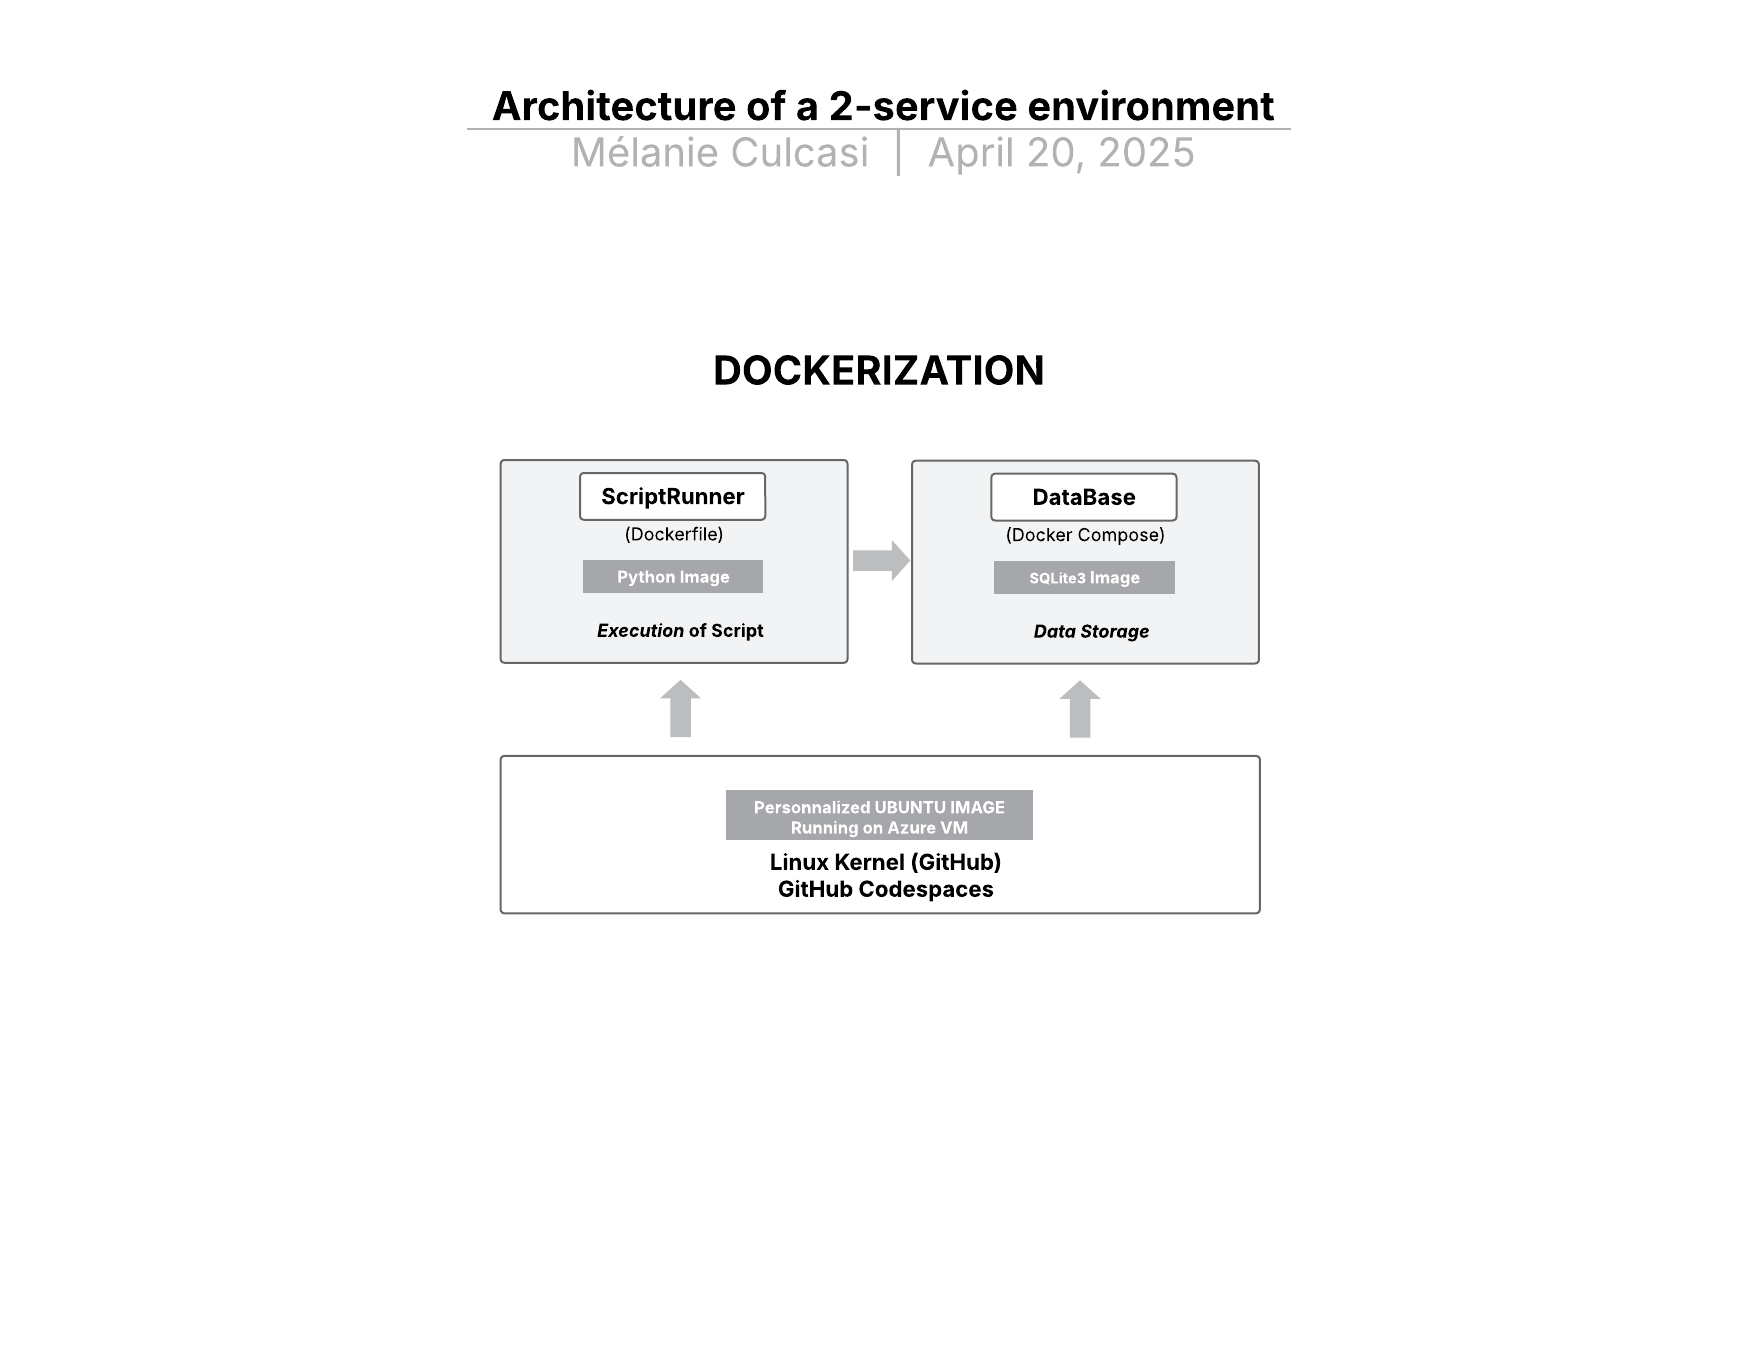 Architecture of a 2-service environment
Mélanie Culcasi | April 20, 2025
DOCKERIZATION
ScriptRunner
(Dockerfile)
Python Image
Execution of Script
DataBase
(Docker Compose)
SQLite3 Image
Data Storage
Personnalized UBUNTU IMAGE
Running on Azure VM
Linux Kernel (GitHub)
GitHub Codespaces